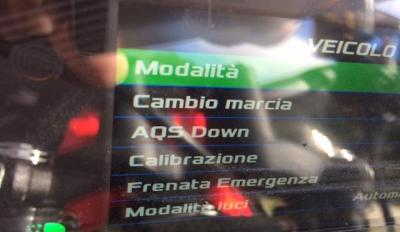 VEICOLO
Modalità
Cambio marcia
AQS Down
Calibrazione
Frenata Emergenza
Modalità luci